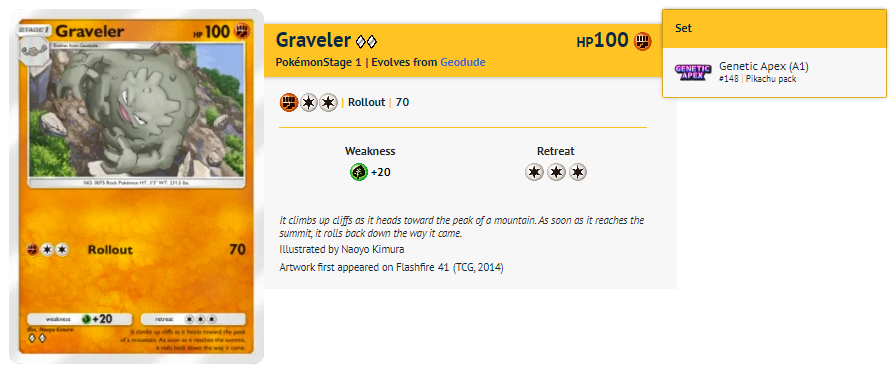 STAGE 1
Graveler
HP 100
Evolves from Geodude
NO. 0075 Rock Pokémon HT: 3'3" WT: 231.5 lbs.
Rollout 70
weakness +20
retreat
Illus. Naoyo Kimura
It climbs up cliffs as it heads toward the peak
of a mountain. As soon as it reaches the summit,
it rolls back down the way it came.
Graveler
HP100
PokémonStage 1 | Evolves from Geodude
| Rollout | 70
Weakness
+20
Retreat
It climbs up cliffs as it heads toward the peak of a mountain. As soon as it reaches the
summit, it rolls back down the way it came.
Illustrated by Naoyo Kimura
Artwork first appeared on Flashfire 41 (TCG, 2014)
Set
GENETIC
APEX
Genetic Apex (A1)
#148 | Pikachu pack